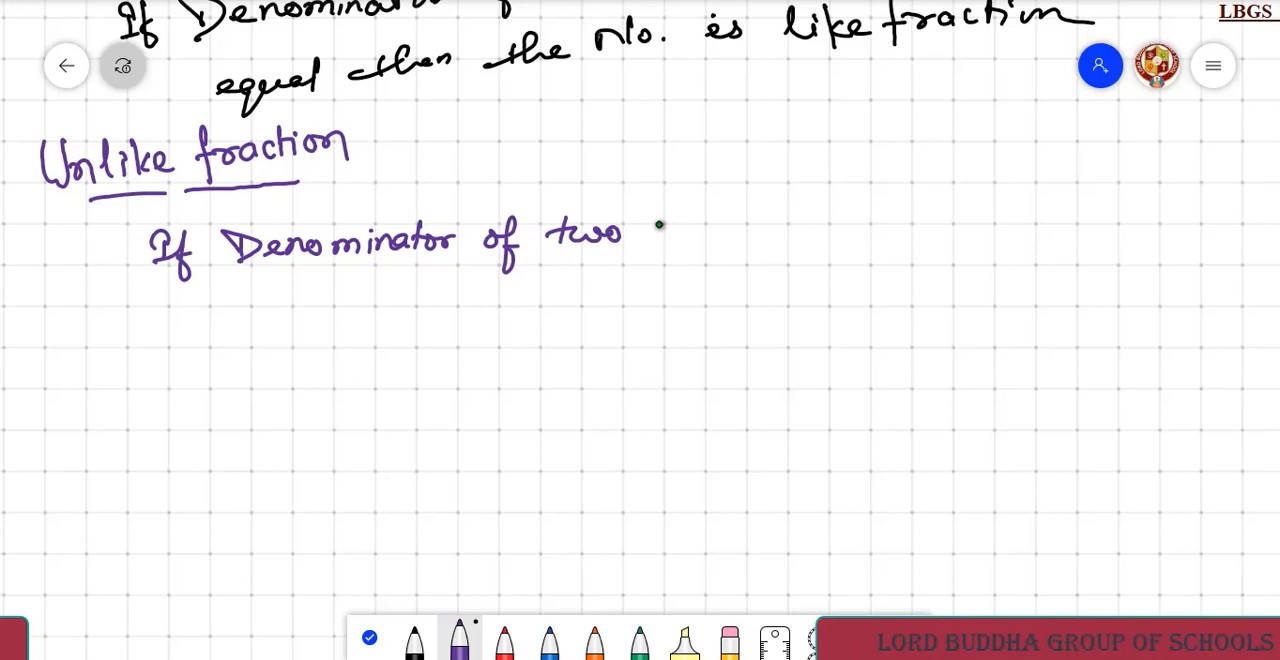 If Denominator of
LBGS
equal then the n/o. is like fraction
Unlike fraction
If Denominator of two
LORD BUDDHA GROUP OF SCHOOLS